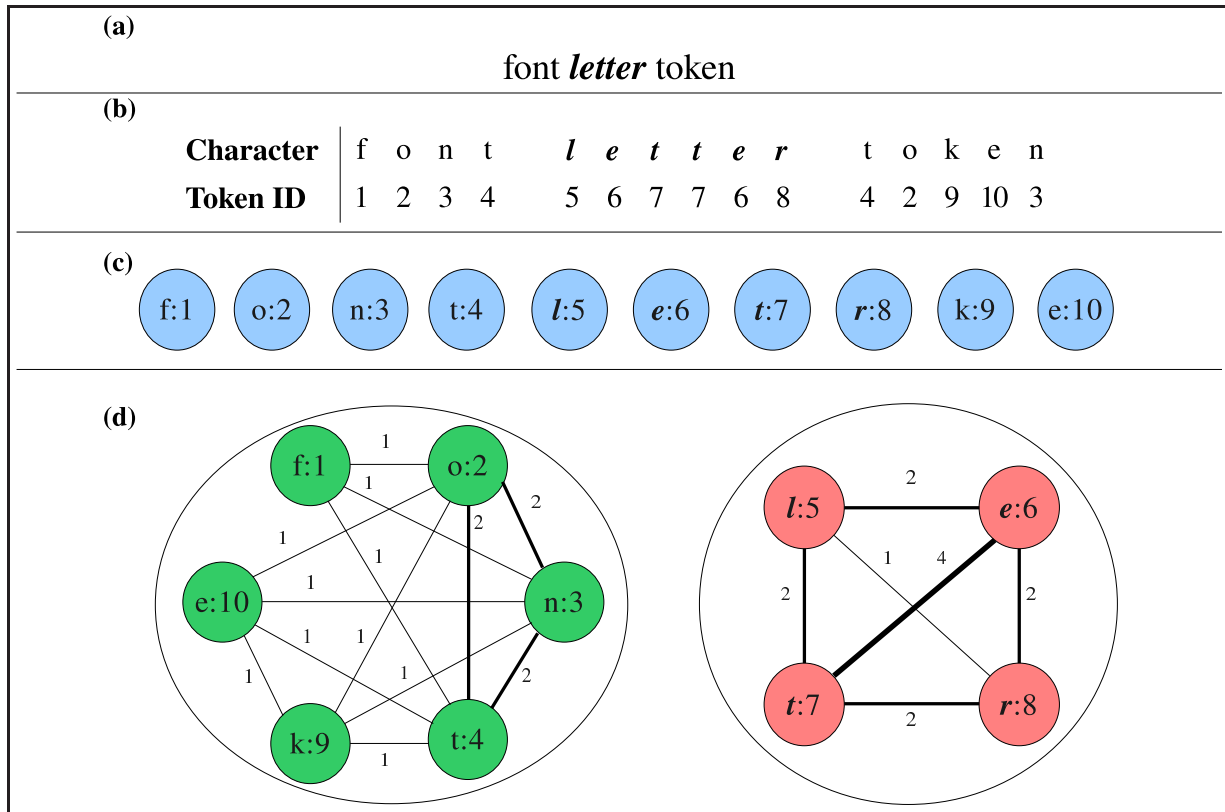 (a)
font letter token
(b)
Character f o n t l e t t e r t o k e n
Token ID 1 2 3 4 5 6 7 7 6 8 4 2 9 10 3
(c)
f:1 o:2 n:3 t:4 l:5 e:6 t:7 r:8 k:9 e:10
(d)
1
f:1 o:2
1 2
2
1 1
e:10 1 n:3
1 1
1 1 2
k:9 t:4
1
2
l:5 e:6
1 4
2 2
t:7 r:8
2